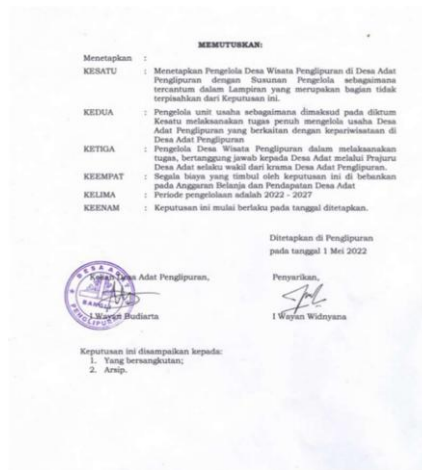 MEMUTUSKAN:
Menetapkan :
KESATU : Menetapkan Pengelola Desa Wisata Penglipuran di Desa Adat
Penglipuran dengan Susunan Pengelola sebagaimana
tercantum dalam Lampiran yang merupakan bagian tidak
terpisahkan dari Keputusan ini.
KEDUA : Pengelola unit usaha sebagaimana dimaksud pada diktum
Kesatu melaksanakan tugas penuh mengelola usaha Desa
Adat Penglipuran yang berkaitan dengan kepariwisataan di
Desa Adat Penglipuran
KETIGA : Pengelola Desa Wisata Penglipuran dalam melaksanakan
tugas, bertanggung jawab kepada Desa Adat melalui Prajuru
Desa Adat selaku wakil dari krama Desa Adat Penglipuran.
KEEMPAT : Segala biaya yang timbul oleh keputusan ini di bebankan
pada Anggaran Belanja dan Pendapatan Desa Adat
KELIMA : Periode pengelolaan adalah 2022 - 2027
KEENAM : Keputusan ini mulai berlaku pada tanggal ditetapkan.
Ditetapkan di Penglipuran
pada tanggal 1 Mei 2022
Desa Adat Penglipuran,
Penyarikan,
DESA ADAT
PENGLIPURAN
I Wayan Budiarta
I Wayan Widnyana
Keputusan ini disampaikan kepada:
1. Yang bersangkutan;
2. Arsip.